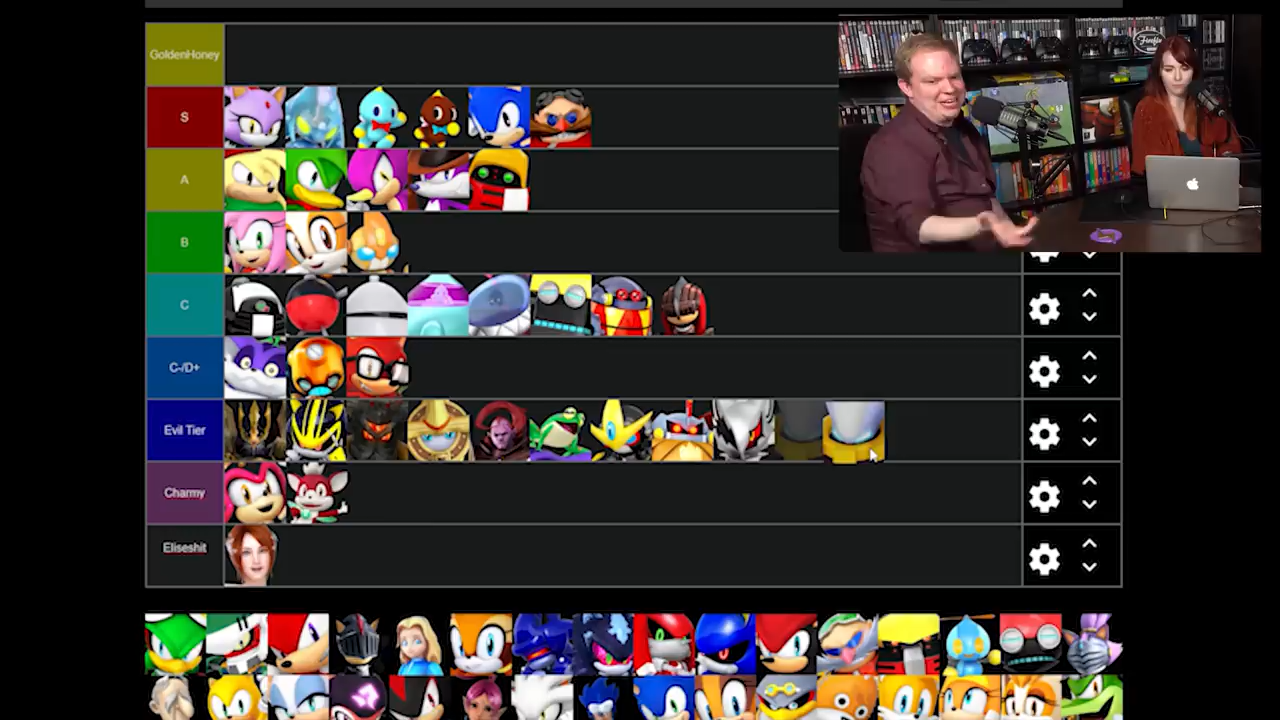 GoldenHoney
S
A
B
C
C-/D+
Evil Tier
Charmy
Eliseshit